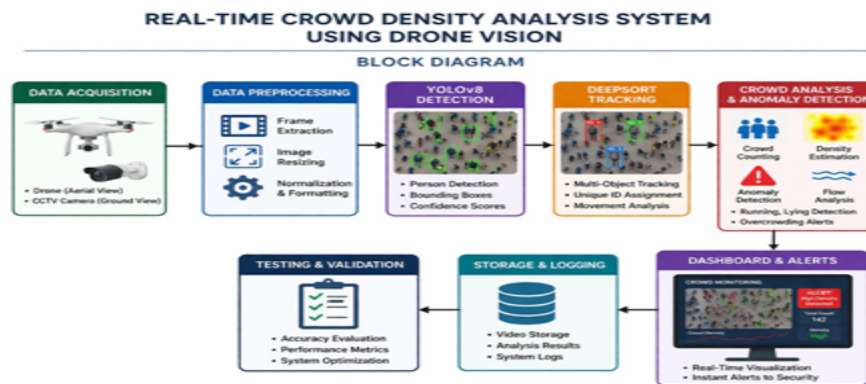 REAL-TIME CROWD DENSITY ANALYSIS SYSTEM
USING DRONE VISION
BLOCK DIAGRAM
DATA ACQUISITION
• Drone (Aerial View)
• CCTV Camera (Ground View)
DATA PREPROCESSING
Frame
Extraction
Image
Resizing
Normalization
& Formatting
YOLOv8
DETECTION
• Person Detection
• Bounding Boxes
• Confidence Scores
DEEPSORT
TRACKING
• Multi-Object Tracking
• Unique ID Assignment
• Movement Analysis
CROWD ANALYSIS
& ANOMALY DETECTION
Crowd
Counting
Density
Estimation
Anomaly
Detection
Flow
Analysis
• Running, Lying Detection
• Overcrowding Alerts
DASHBOARD & ALERTS
CROWD MONITORING
ALERT!
High Density
Detected
Total Count
142
Density
High
• Real-Time Visualization
• Instant Alerts to Security
STORAGE & LOGGING
• Video Storage
• Analysis Results
• System Logs
TESTING & VALIDATION
• Accuracy Evaluation
• Performance Metrics
• System Optimization